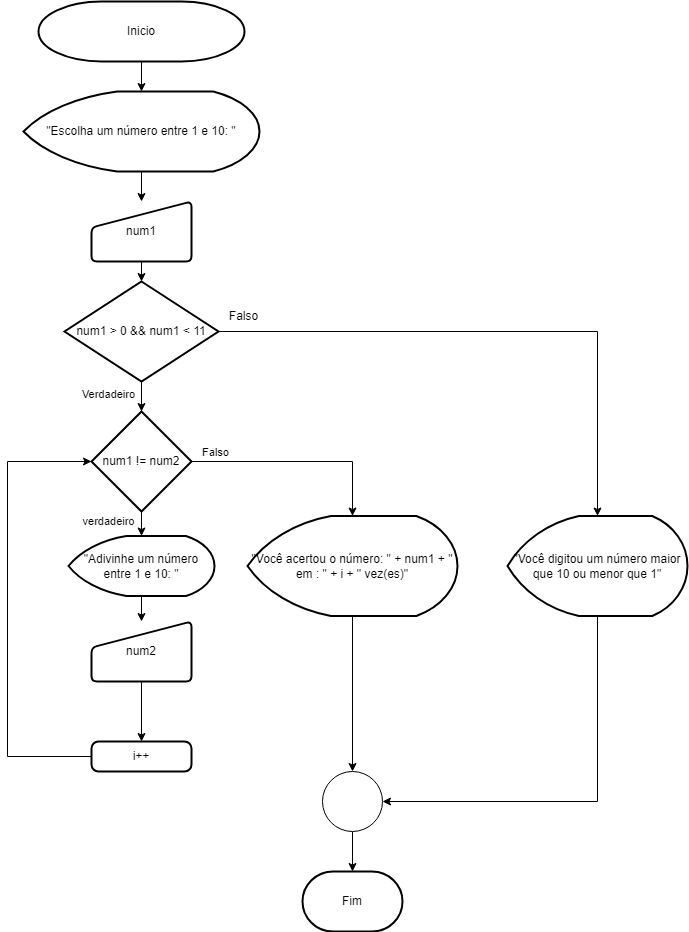 Inicio
"Escolha um número entre 1 e 10: "
num1
num1 > 0 && num1 < 11
Falso
Verdadeiro
num1 != num2
Falso
verdadeiro
"Adivinhe um número
entre 1 e 10: "
"Você acertou o número: " + num1 + "
em : " + i + " vez(es)"
"Você digitou um número maior
que 10 ou menor que 1"
num2
i++
Fim